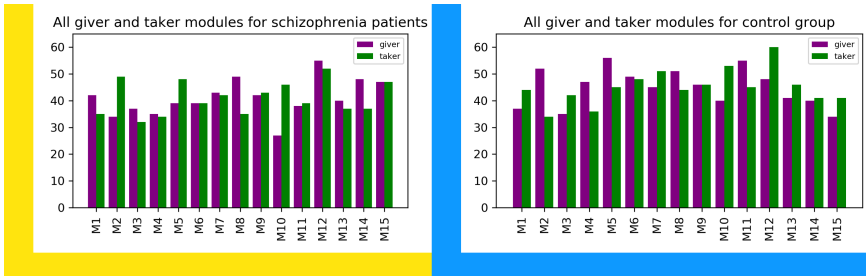 All giver and taker modules for schizophrenia patients
60
50
40
30
20
10
0
giver
taker
M1
M2
M3
M4
M5
M6
M7
M8
M9
M10
M11
M12
M13
M14
M15
All giver and taker modules for control group
60
50
40
30
20
10
0
giver
taker
M1
M2
M3
M4
M5
M6
M7
M8
M9
M10
M11
M12
M13
M14
M15